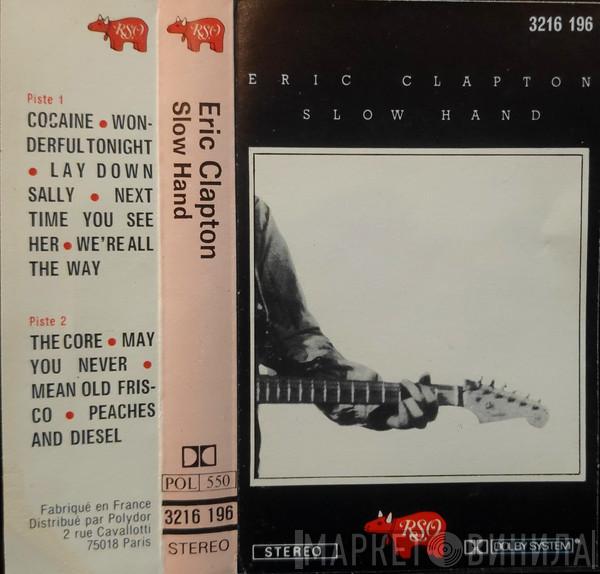 RSO
Piste 1
COCAINE • WON-
DERFUL TONIGHT
• LAY DOWN
SALLY • NEXT
TIME YOU SEE
HER • WE'RE ALL
THE WAY
Piste 2
THE CORE • MAY
YOU NEVER •
MEAN OLD FRIS-
CO • PEACHES
AND DIESEL
Fabriqué en France
Distribué par Polydor
2 rue Cavallotti
75018 Paris
RSO
Eric Clapton
Slow Hand
POL 550
3216 196
STEREO
3216 196
ERIC CLAPTON
SLOW HAND
RSO
STEREO
DOLBY SYSTEM
МАРКЕТ ВИНИЛА